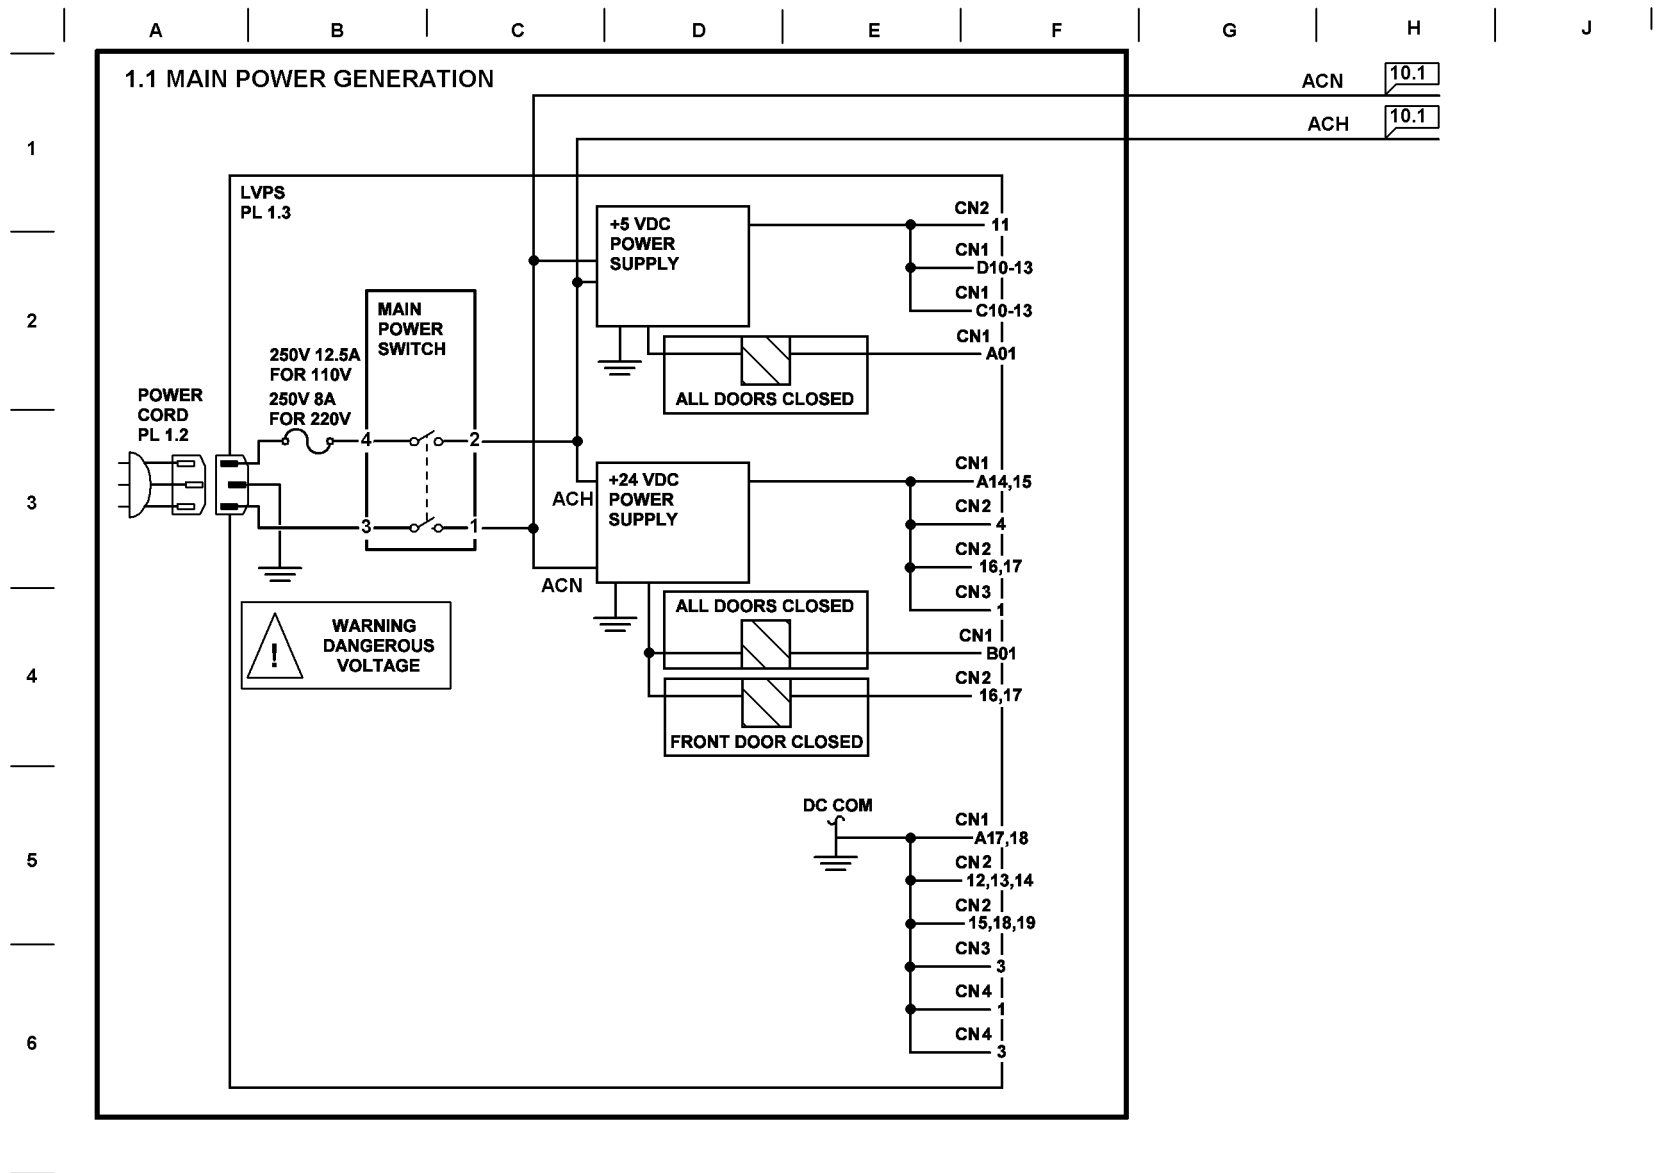 A B C D E F G H J
1.1 MAIN POWER GENERATION
ACN 10.1
ACH 10.1
1
LVPS
PL 1.3
+5 VDC
POWER
SUPPLY
CN2
11
CN1
D10-13
CN1
C10-13
2
MAIN
POWER
SWITCH
CN1
A01
ALL DOORS CLOSED
250V 12.5A
FOR 110V
250V 8A
FOR 220V
POWER
CORD
PL 1.2
4 2
3
3 1
ACH
+24 VDC
POWER
SUPPLY
ACN
CN1
A14,15
CN2
4
CN2
16,17
CN3
1
ALL DOORS CLOSED
CN1
B01
CN2
16,17
FRONT DOOR CLOSED
!
WARNING
DANGEROUS
VOLTAGE
4
DC COM
CN1
A17,18
5
CN2
12,13,14
CN2
15,18,19
CN3
3
CN4
1
6
CN4
3